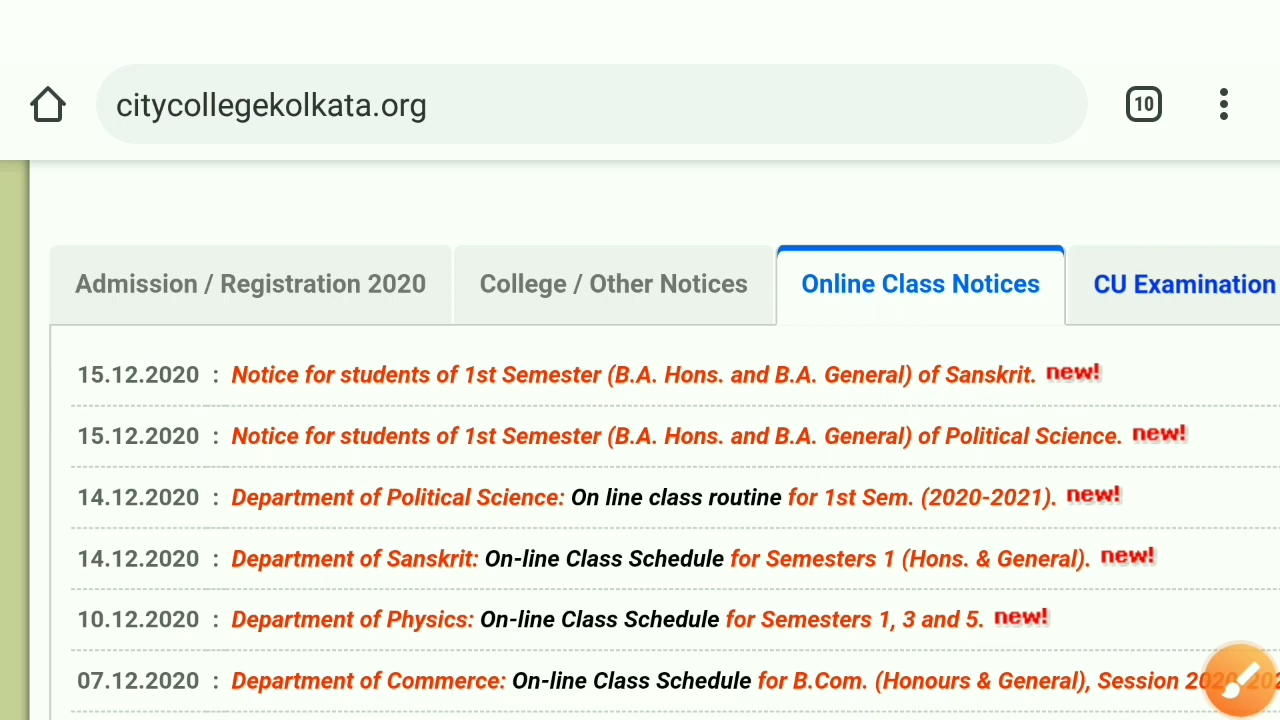 citycollegekolkata.org
10
Admission / Registration 2020
College / Other Notices
Online Class Notices
CU Examination
15.12.2020 : Notice for students of 1st Semester (B.A. Hons. and B.A. General) of Sanskrit. new!
15.12.2020 : Notice for students of 1st Semester (B.A. Hons. and B.A. General) of Political Science. new!
14.12.2020 : Department of Political Science: On line class routine for 1st Sem. (2020-2021). new!
14.12.2020 : Department of Sanskrit: On-line Class Schedule for Semesters 1 (Hons. & General). new!
10.12.2020 : Department of Physics: On-line Class Schedule for Semesters 1, 3 and 5. new!
07.12.2020 : Department of Commerce: On-line Class Schedule for B.Com. (Honours & General), Session